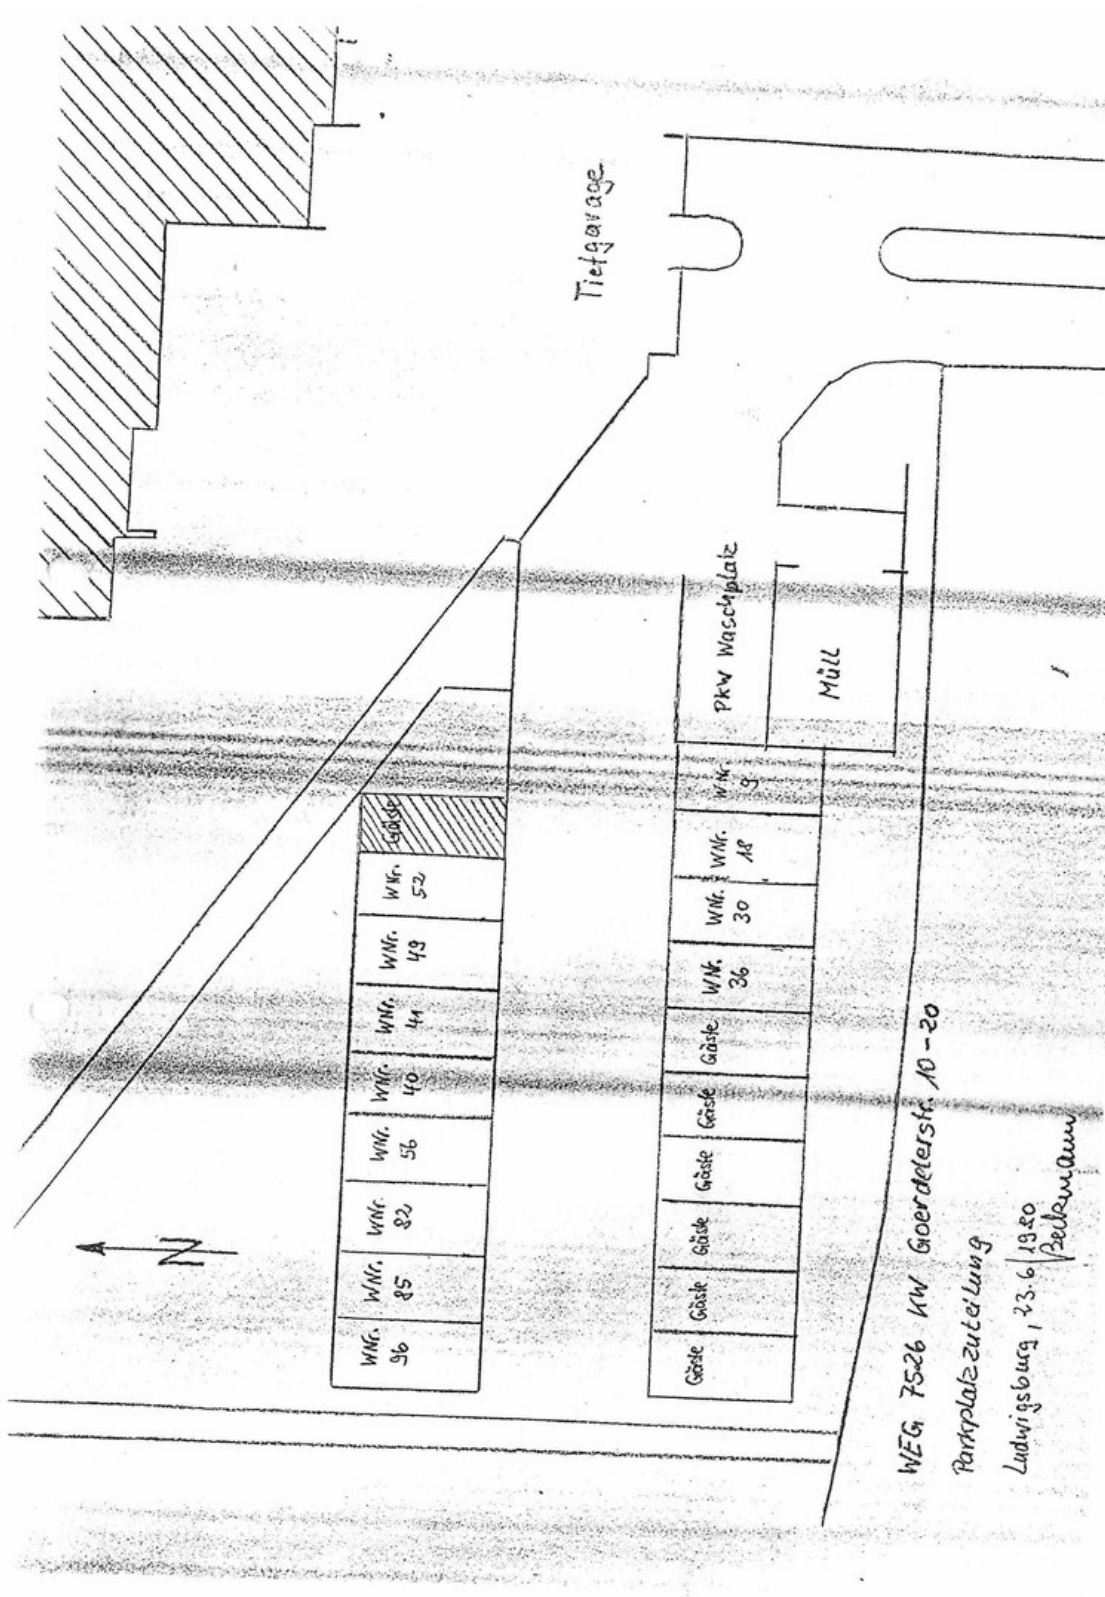 N
WNr.
96
WNr.
85
WNr.
82
WNr.
56
WNr.
40
WNr.
41
WNr.
49
WNr.
52
Gäste
Tiefgarage
Gäste
Gäste
Gäste
Gäste
Gäste
Gäste
WNr.
36
WNr.
30
WNr.
18
WNr.
9
PKW Waschplatz
Müll
WEG 7526 KW Goerdelerstr. 10-20
Parkplatzuteilung
Ludwigsburg, 23.6.1980
Beckmann